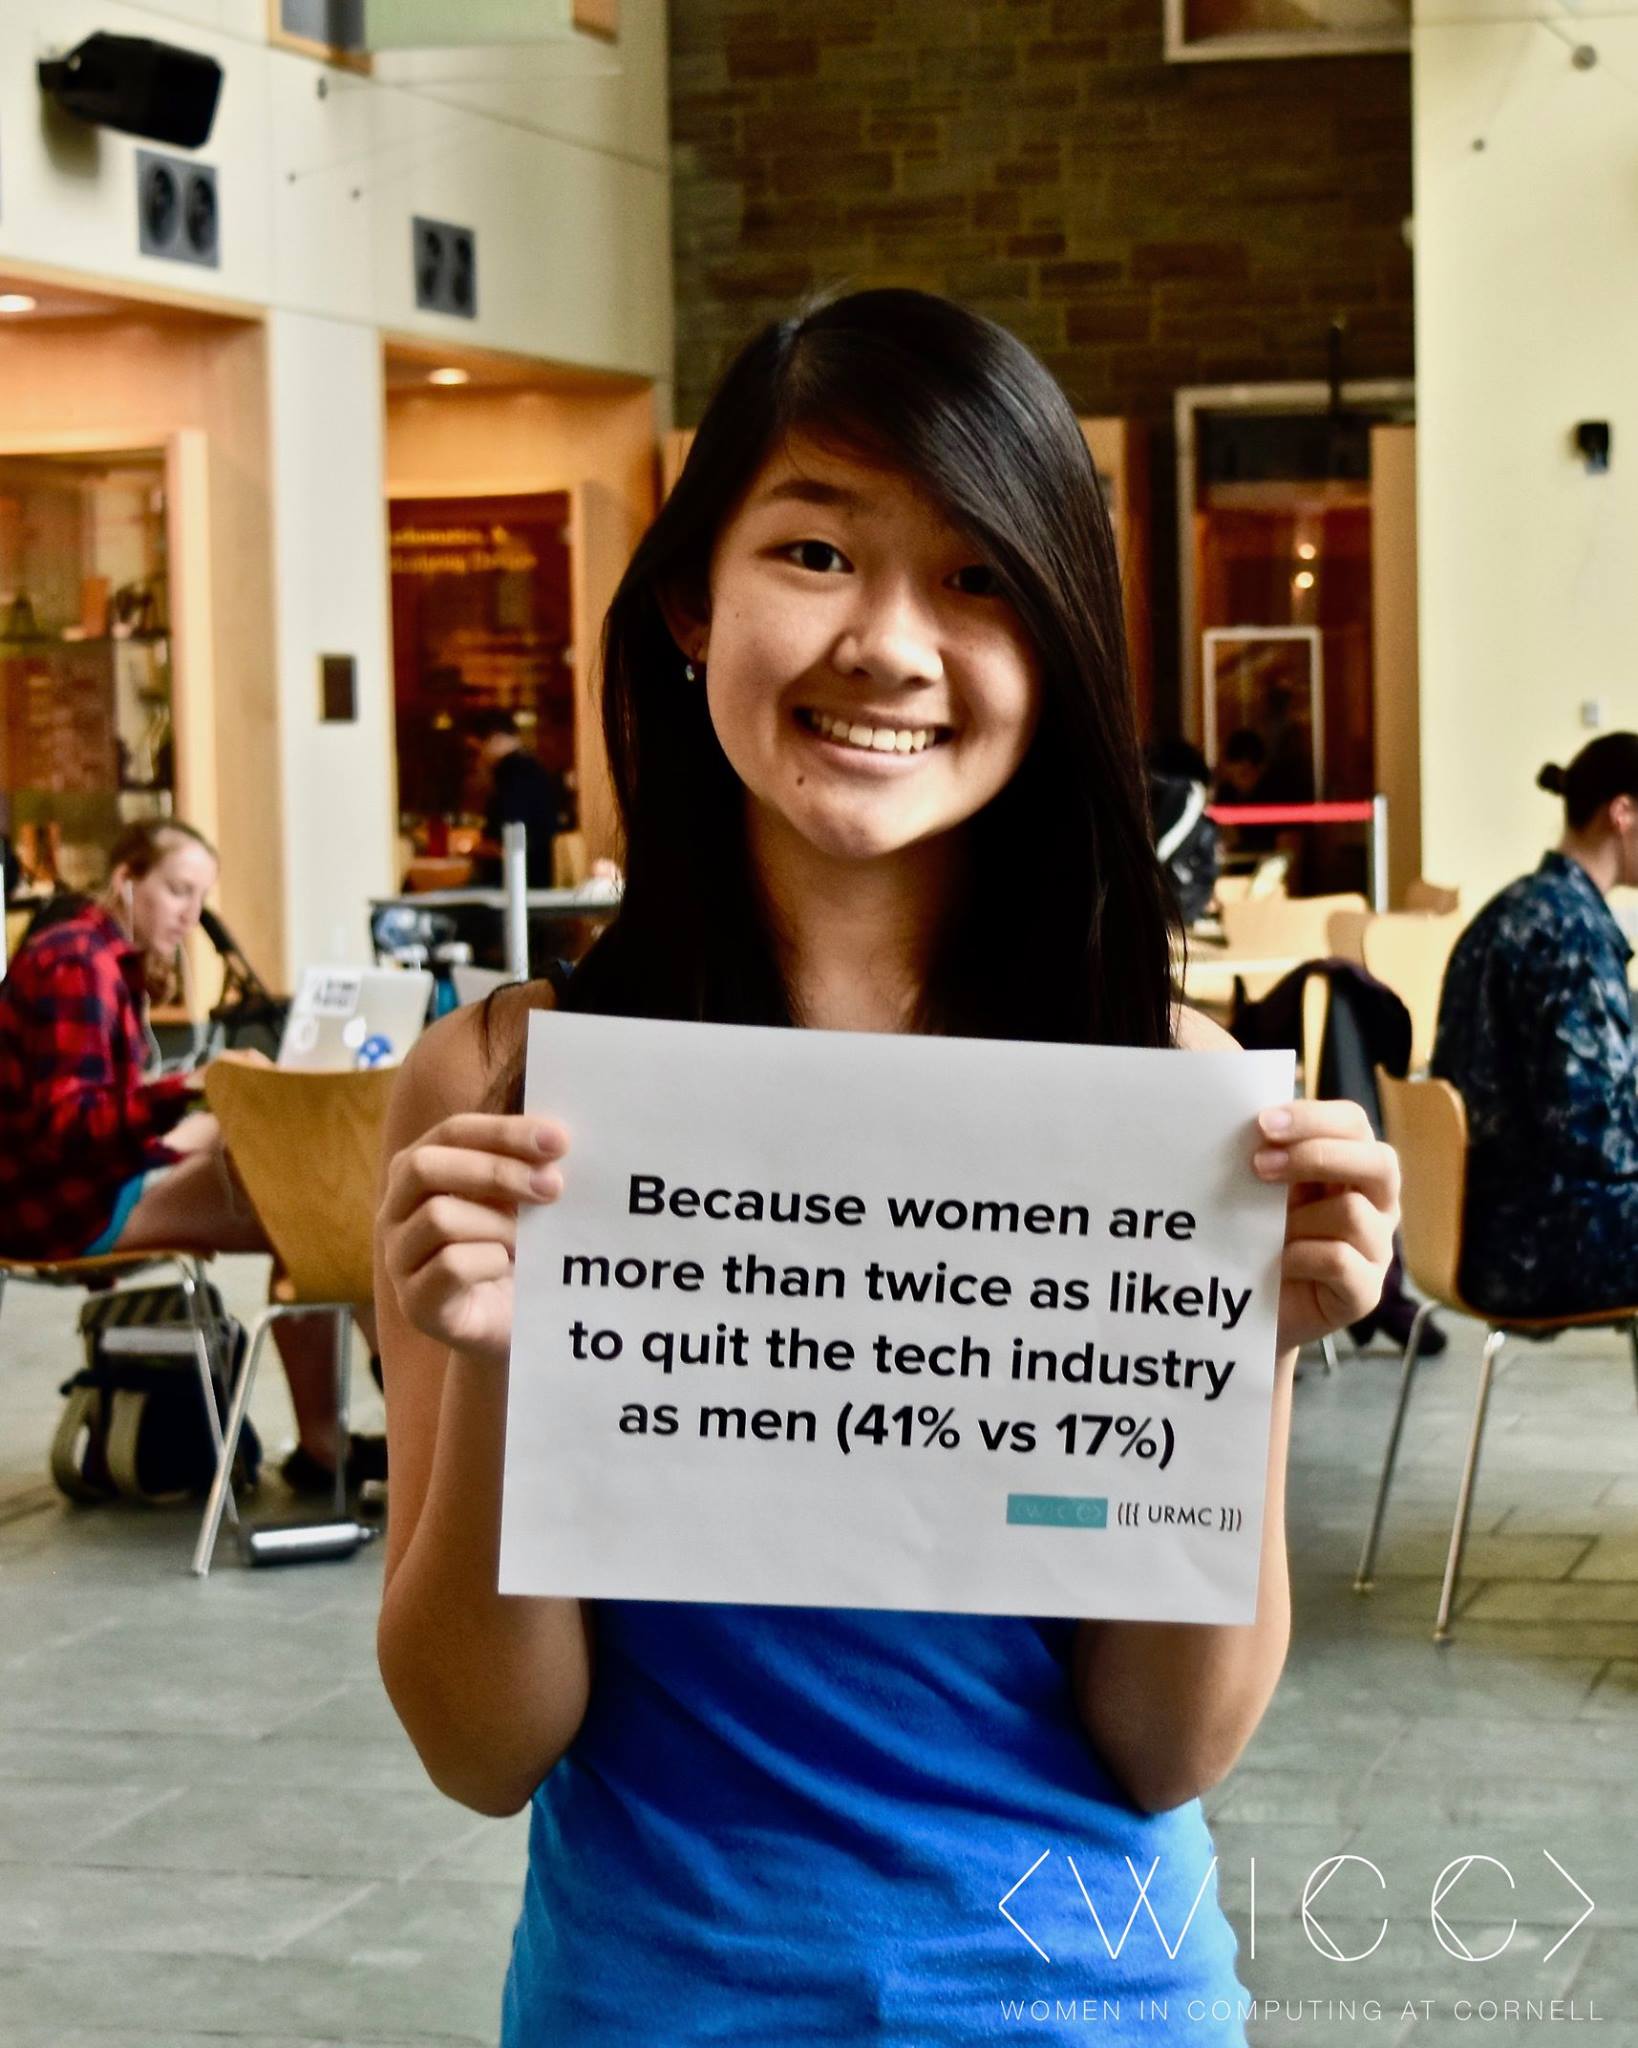 Because women are
more than twice as likely
to quit the tech industry
as men (41% vs 17%)
<WICC> ([{ URMC }])
<WICC>
WOMEN IN COMPUTING AT CORNELL